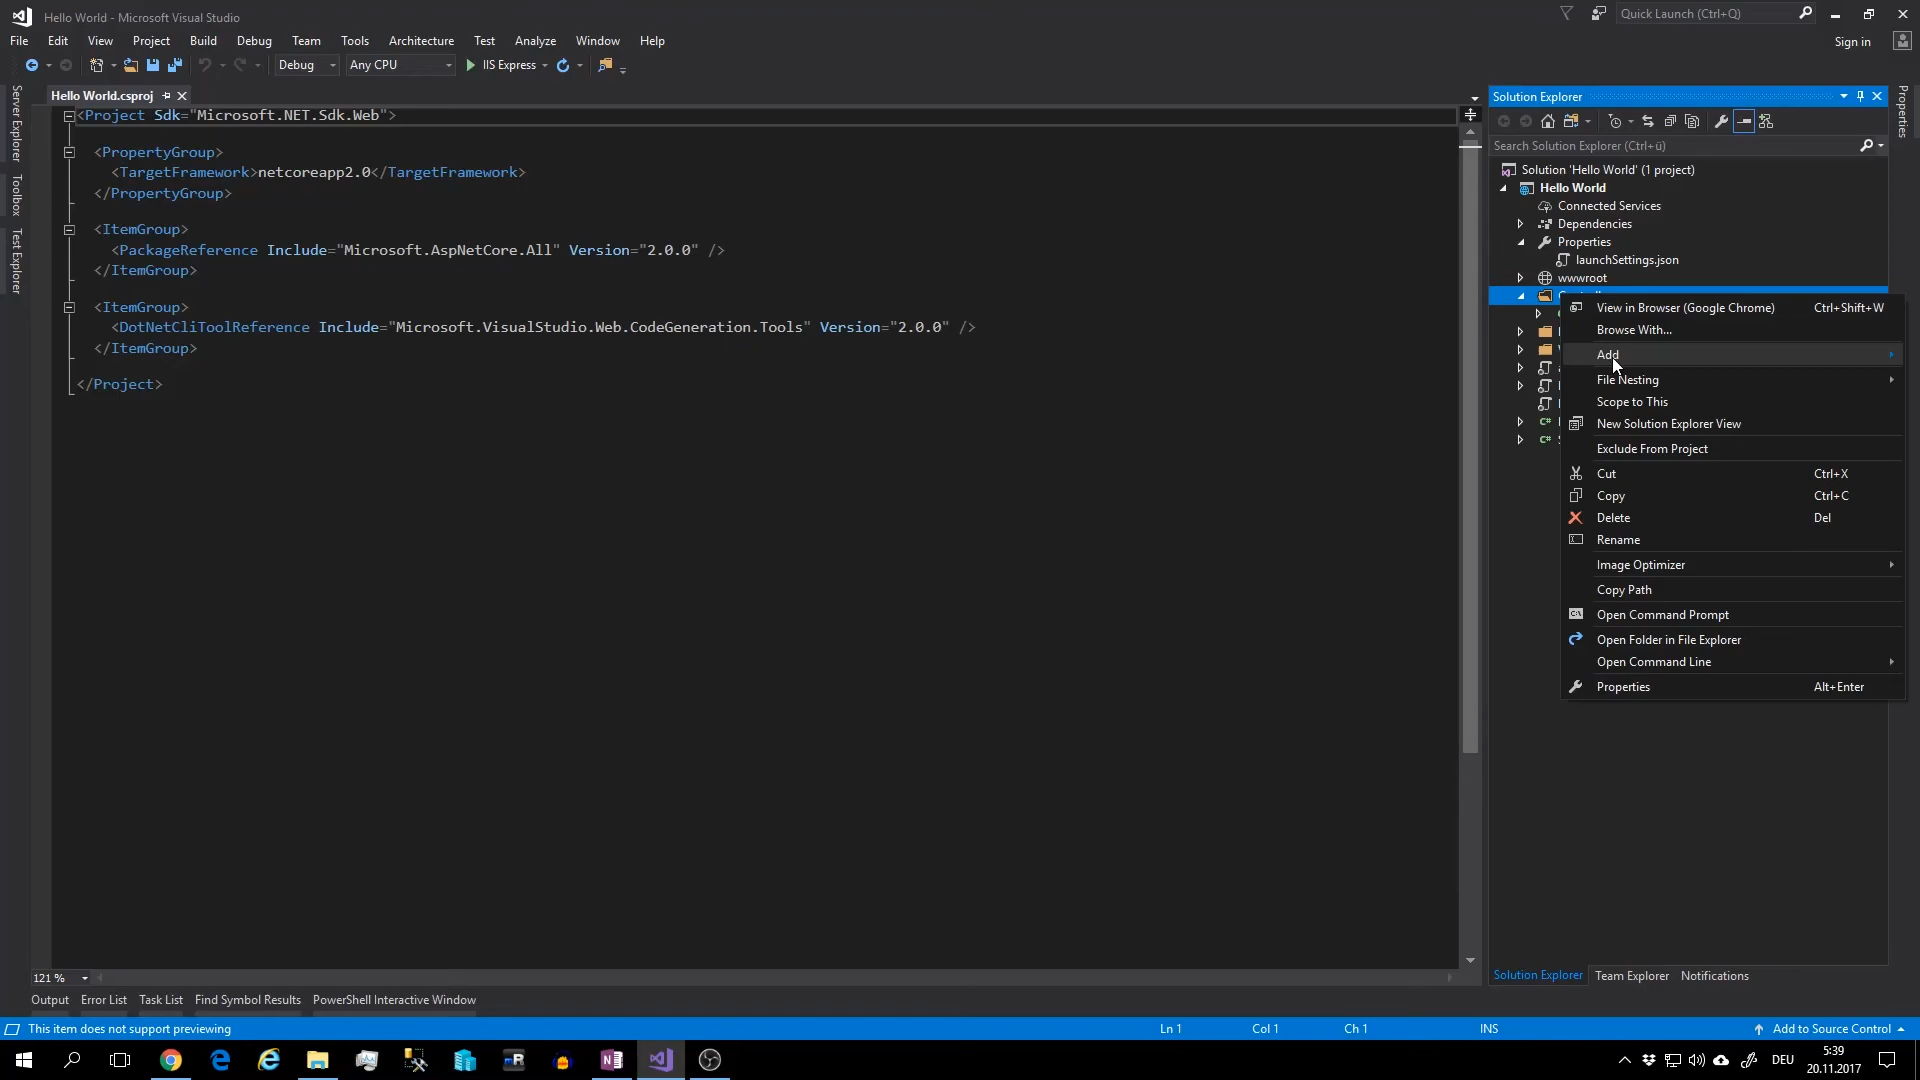 Hello World - Microsoft Visual Studio
Quick Launch (Ctrl+Q)
File Edit View Project Build Debug Team Tools Architecture Test Analyze Window Help
Sign in
Debug Any CPU IIS Express
Server Explorer
Toolbox
Test Explorer
Hello World.csproj
<Project Sdk="Microsoft.NET.Sdk.Web">
<PropertyGroup>
<TargetFramework>netcoreapp2.0</TargetFramework>
</PropertyGroup>
<ItemGroup>
<PackageReference Include="Microsoft.AspNetCore.All" Version="2.0.0" />
</ItemGroup>
<ItemGroup>
<DotNetCliToolReference Include="Microsoft.VisualStudio.Web.CodeGeneration.Tools" Version="2.0.0" />
</ItemGroup>
</Project>
121 %
Solution Explorer
Search Solution Explorer (Ctrl+ü)
Solution 'Hello World' (1 project)
Hello World
Connected Services
Dependencies
Properties
launchSettings.json
wwwroot
C#
C#
View in Browser (Google Chrome) Ctrl+Shift+W
Browse With...
Add
File Nesting
Scope to This
New Solution Explorer View
Exclude From Project
Cut Ctrl+X
Copy Ctrl+C
Delete Del
Rename
Image Optimizer
Copy Path
Open Command Prompt
Open Folder in File Explorer
Open Command Line
Properties Alt+Enter
Solution Explorer Team Explorer Notifications
Properties
Output Error List Task List Find Symbol Results PowerShell Interactive Window
This item does not support previewing
Ln 1 Col 1 Ch 1 INS
Add to Source Control
DEU
5:39
20.11.2017